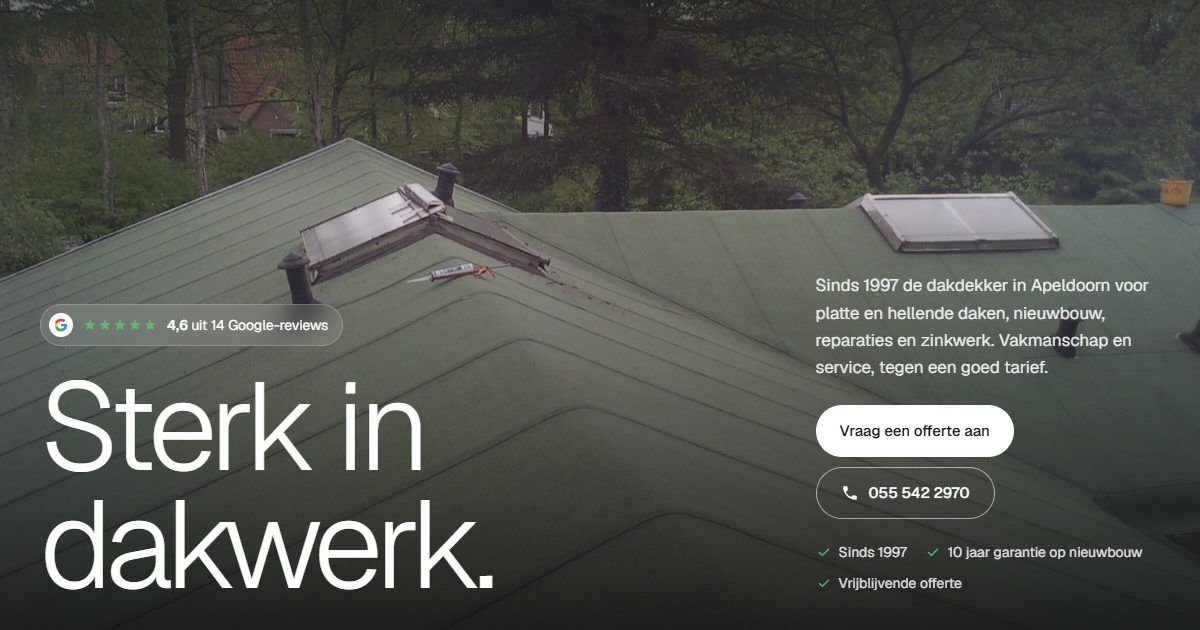 4,6 uit 14 Google-reviews
Sterk in
dakwerk.
Sinds 1997 de dakdekker in Apeldoorn voor
platte en hellende daken, nieuwbouw,
reparaties en zinkwerk. Vakmanschap en
service, tegen een goed tarief.
Vraag een offerte aan
055 542 2970
Sinds 1997
10 jaar garantie op nieuwbouw
Vrijblijvende offerte